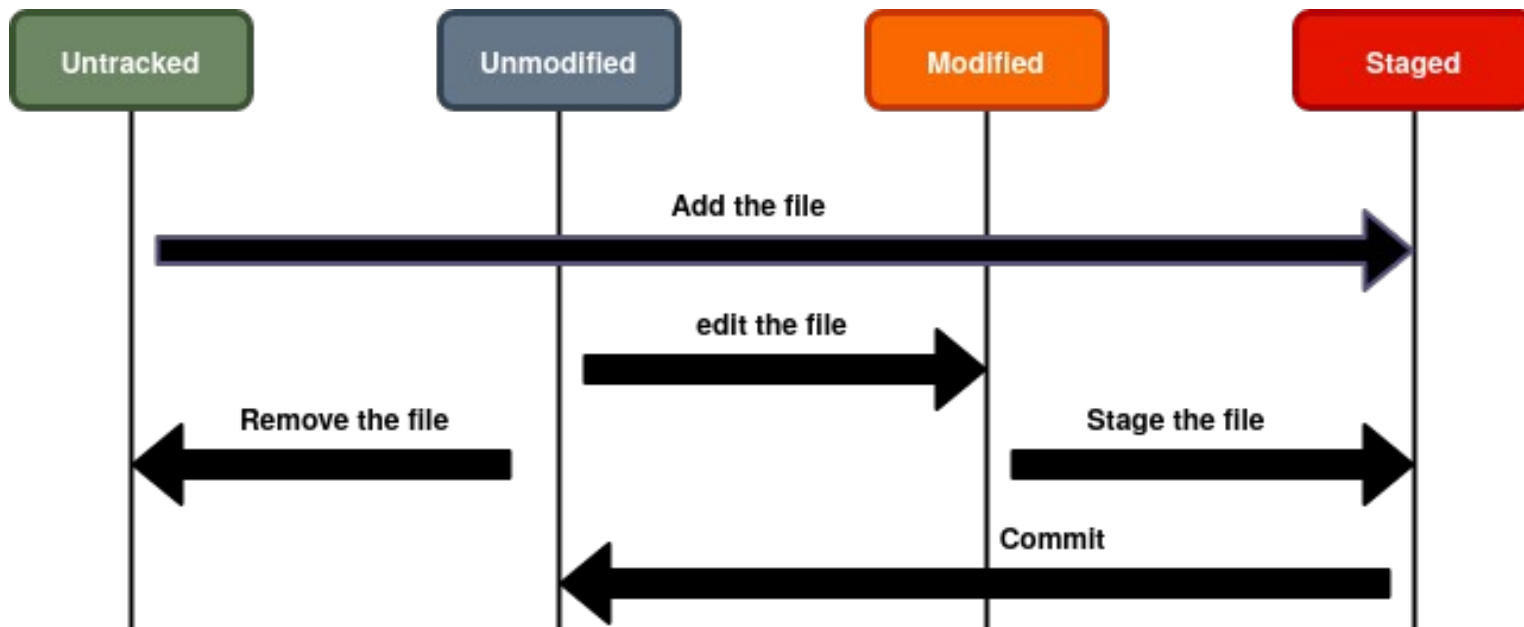 Untracked
Unmodified
Modified
Staged
Add the file
edit the file
Remove the file
Stage the file
Commit